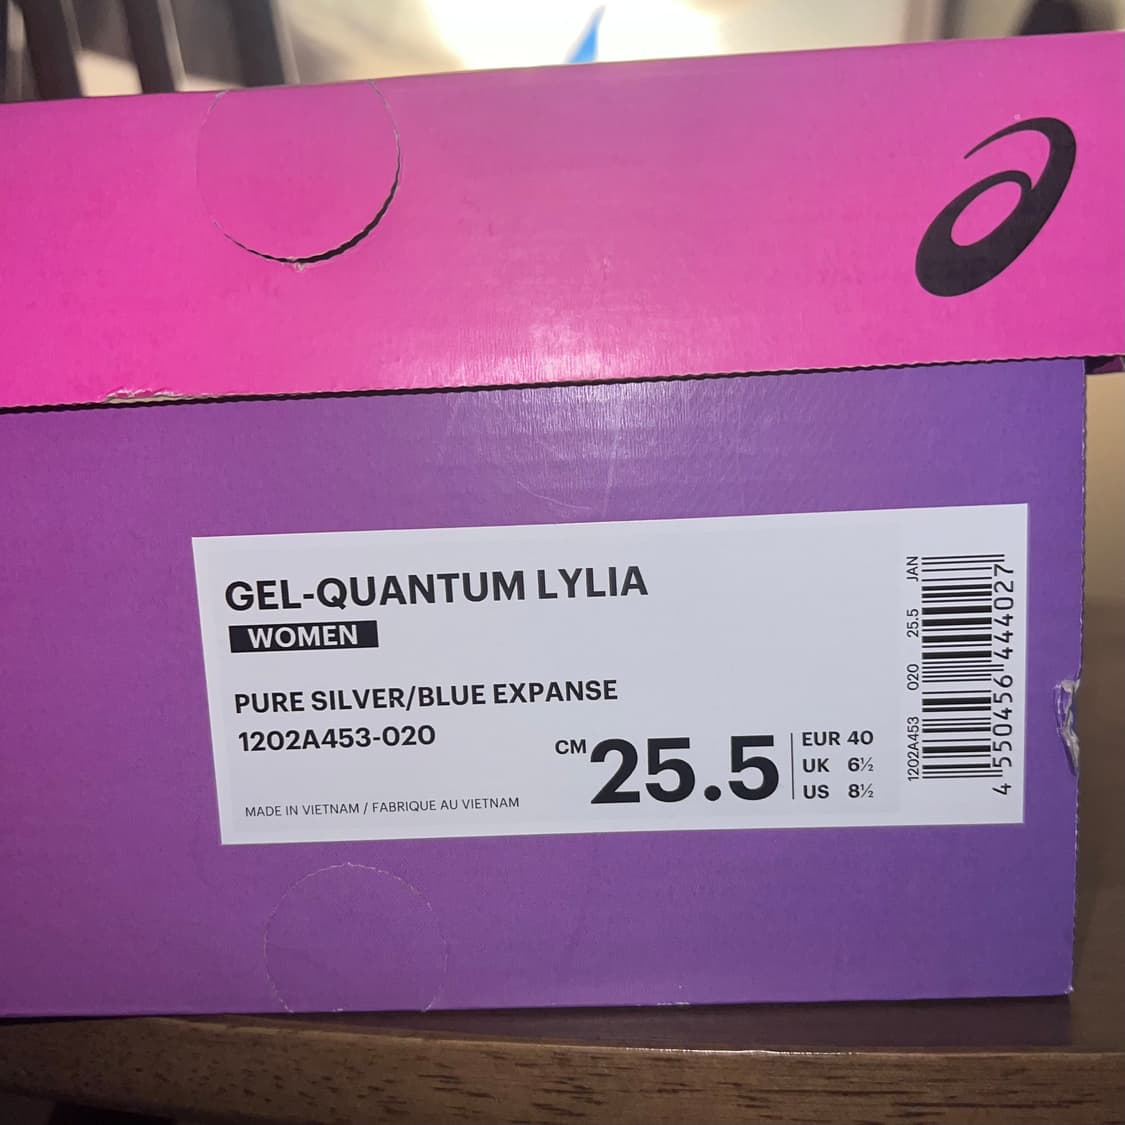 GEL-QUANTUM LYLIA
WOMEN
PURE SILVER/BLUE EXPANSE
1202A453-020
CM 25.5
EUR 40
UK 6½
US 8½
MADE IN VIETNAM / FABRIQUE AU VIETNAM
1202A453 020 25.5 JAN
4 550456 444027